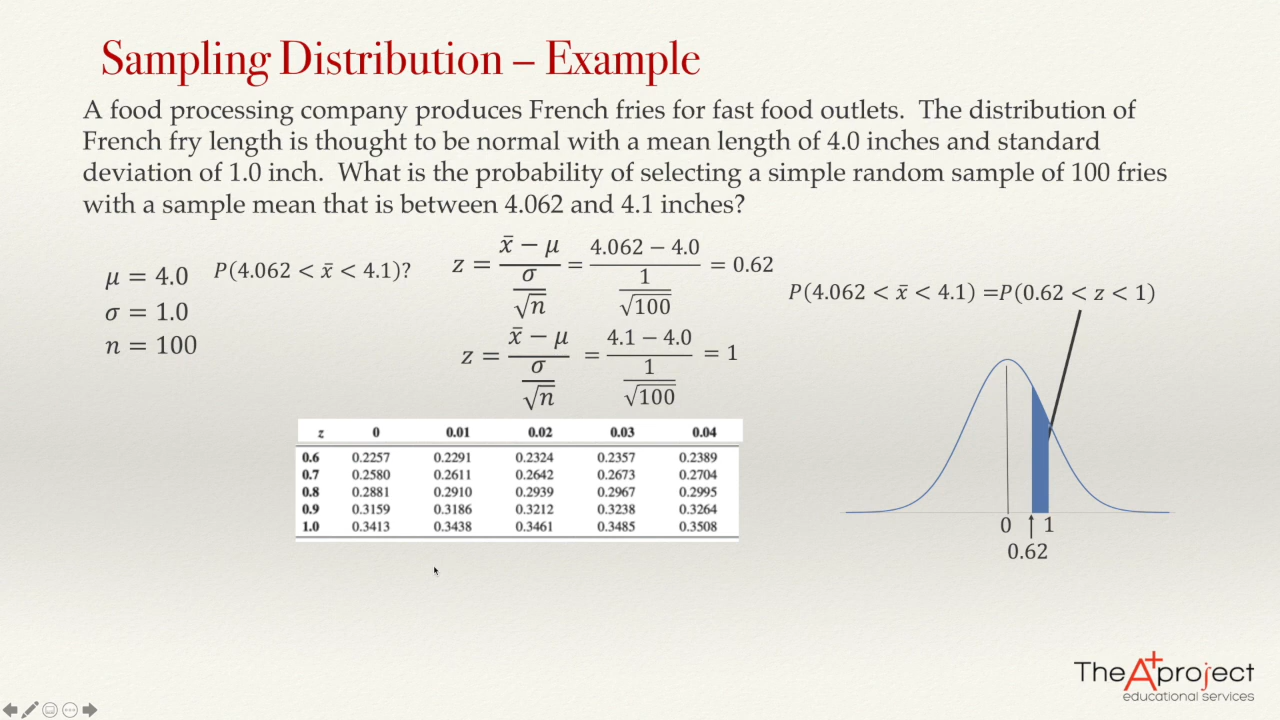 Sampling Distribution – Example
A food processing company produces French fries for fast food outlets.  The distribution of
French fry length is thought to be normal with a mean length of 4.0 inches and standard
deviation of 1.0 inch.  What is the probability of selecting a simple random sample of 100 fries
with a sample mean that is between 4.062 and 4.1 inches?
μ = 4.0
σ = 1.0
n = 100
P(4.062 < x̄ < 4.1)?
z = (x̄ − μ)/(σ/√n) = (4.062 − 4.0)/(1/√100) = 0.62
z = (x̄ − μ)/(σ/√n) = (4.1 − 4.0)/(1/√100) = 1
P(4.062 < x̄ < 4.1) =P(0.62 < z < 1)
z 0 0.01 0.02 0.03 0.04
0.6 0.2257 0.2291 0.2324 0.2357 0.2389
0.7 0.2580 0.2611 0.2642 0.2673 0.2704
0.8 0.2881 0.2910 0.2939 0.2967 0.2995
0.9 0.3159 0.3186 0.3212 0.3238 0.3264
1.0 0.3413 0.3438 0.3461 0.3485 0.3508
0 1
0.62
The A+ project
educational services